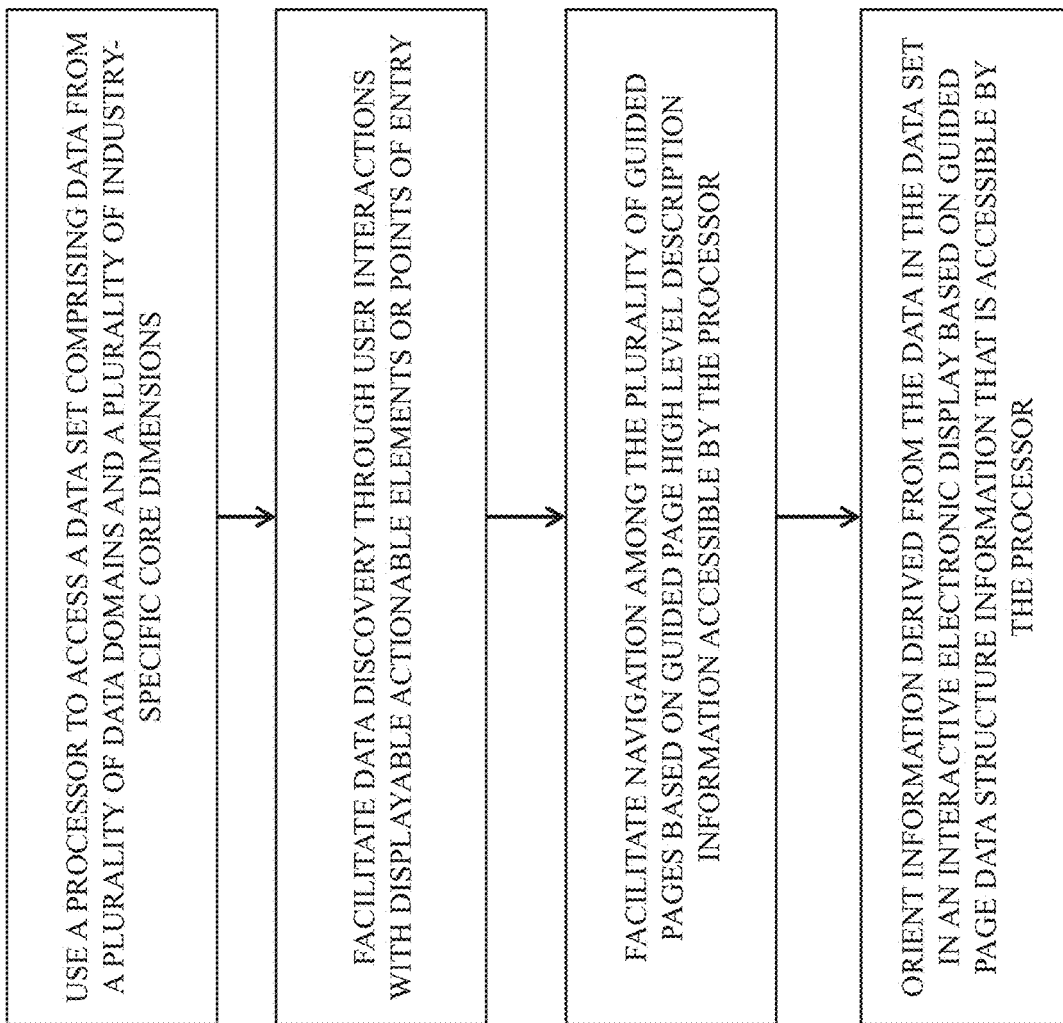 USE A PROCESSOR TO ACCESS A DATA SET COMPRISING DATA FROM
A PLURALITY OF DATA DOMAINS AND A PLURALITY OF INDUSTRY-
SPECIFIC CORE DIMENSIONS
FACILITATE DATA DISCOVERY THROUGH USER INTERACTIONS
WITH DISPLAYABLE ACTIONABLE ELEMENTS OR POINTS OF ENTRY
FACILITATE NAVIGATION AMONG THE PLURALITY OF GUIDED
PAGES BASED ON GUIDED PAGE HIGH LEVEL DESCRIPTION
INFORMATION ACCESSIBLE BY THE PROCESSOR
ORIENT INFORMATION DERIVED FROM THE DATA IN THE DATA SET
IN AN INTERACTIVE ELECTRONIC DISPLAY BASED ON GUIDED
PAGE DATA STRUCTURE INFORMATION THAT IS ACCESSIBLE BY
THE PROCESSOR